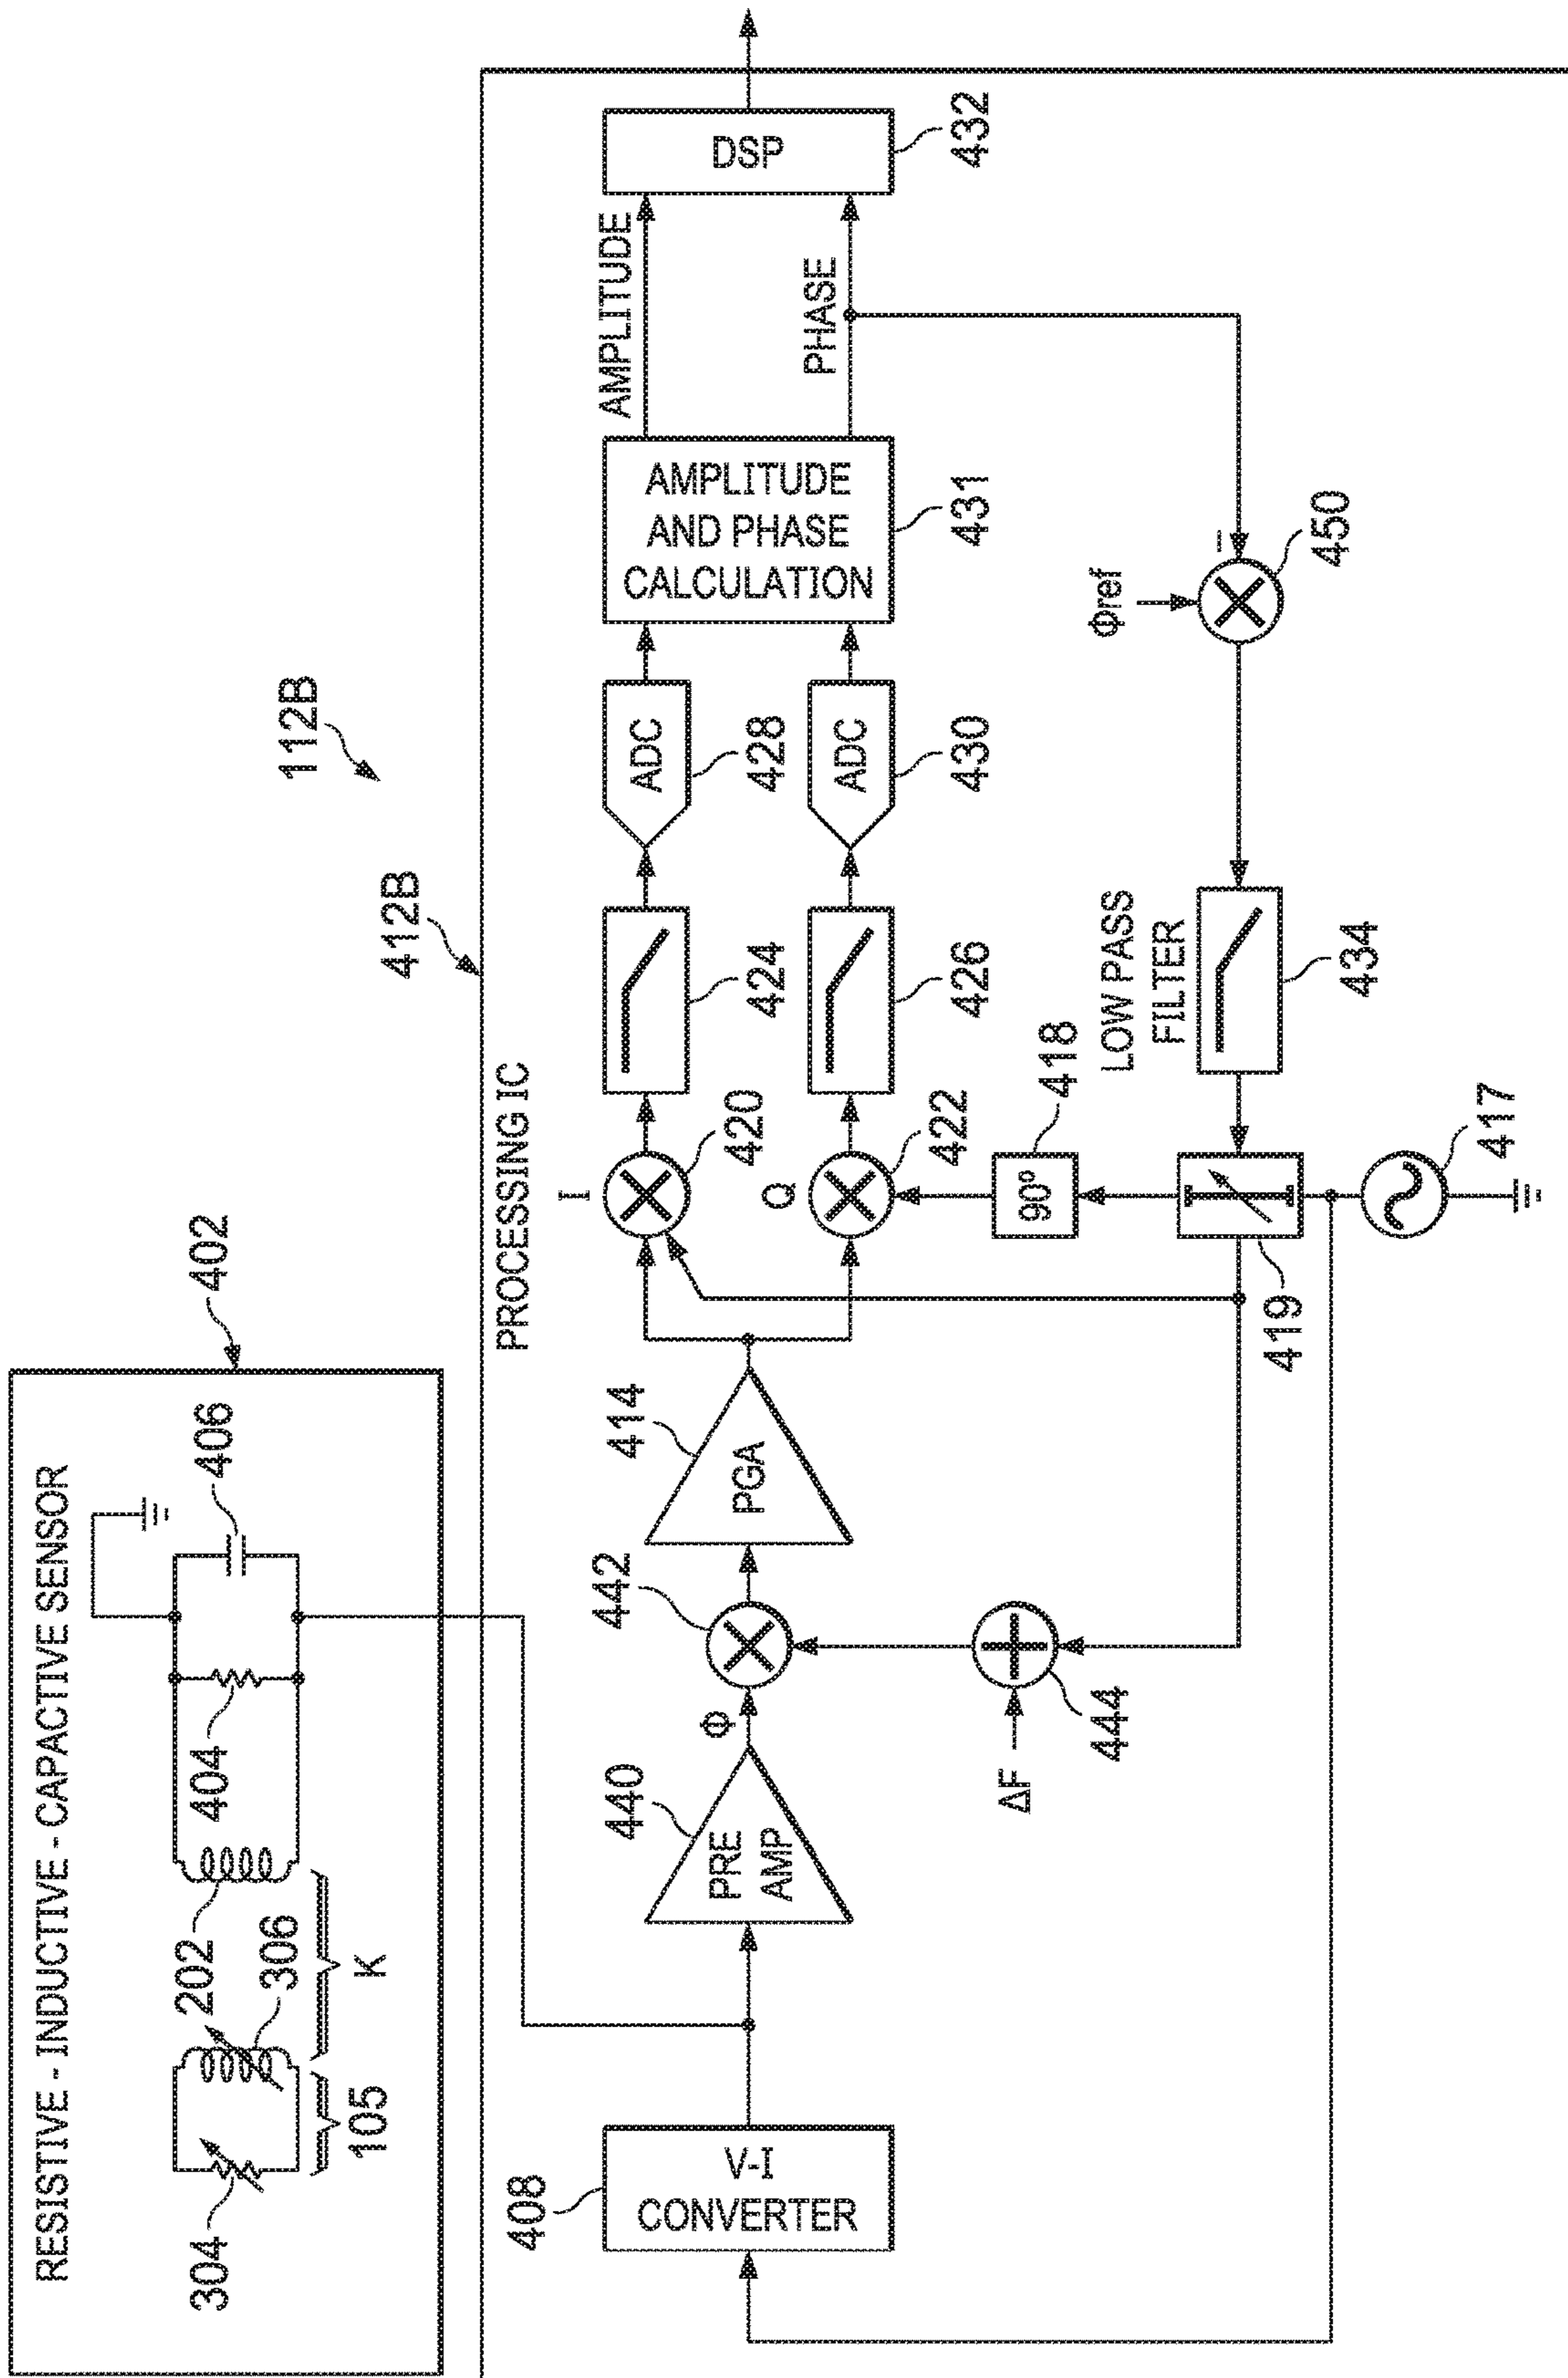 112B
RESISTIVE - INDUCTIVE - CAPACTIVE SENSOR
402
304
105
306
202
K
404
406
412B
PROCESSING IC
408
V-I
CONVERTER
440
PRE
AMP
Φ
442
414
PGA
ΔF
444
I
420
Q
422
424
426
ADC
428
ADC
430
AMPLITUDE
AND PHASE
CALCULATION
431
AMPLITUDE
PHASE
DSP
432
90º
418
419
417
LOW PASS
FILTER
434
Φref
–
450